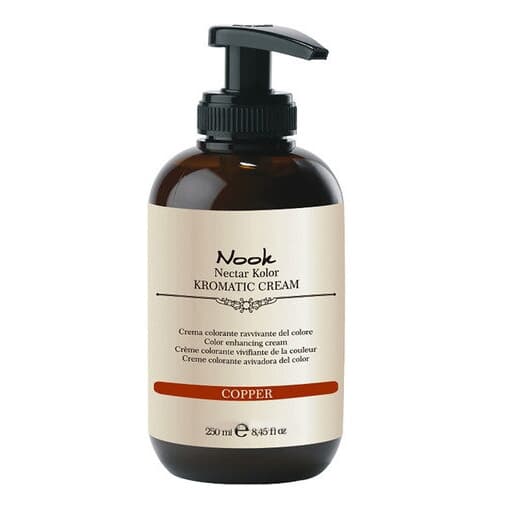 Nook
Nectar Kolor
KROMATIC CREAM
Crema colorante ravvivante del colore
Color enhancing cream
Crème colorante vivifiante de la couleur
Creme colorante avivadora del color
COPPER
250 ml e 8,45 fl oz